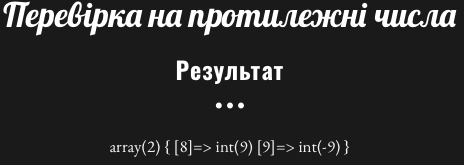 Перевірка на протилежні числа
Результат
...
array(2) { [8]=> int(9) [9]=> int(-9) }